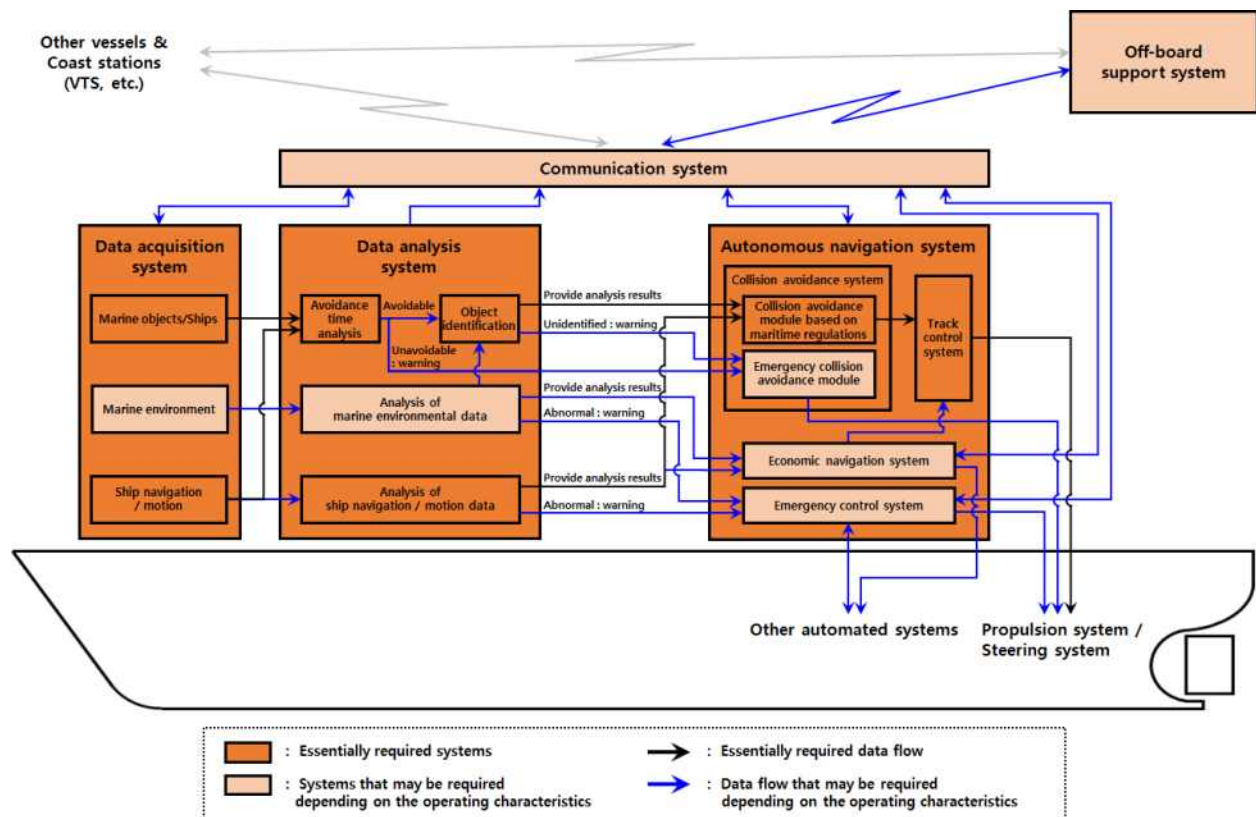 Other vessels &
Coast stations
(VTS, etc.)
Off-board
support system
Communication system
Data acquisition
system
Marine objects/Ships
Marine environment
Ship navigation
/ motion
Data analysis
system
Avoidance
time
analysis
Avoidable
Object
identification
Unavoidable
: warning
Analysis of
marine environmental data
Analysis of
ship navigation / motion data
Provide analysis results
Unidentified : warning
Provide analysis results
Abnormal : warning
Provide analysis results
Abnormal : warning
Autonomous navigation system
Collision avoidance system
Collision avoidance
module based on
maritime regulations
Emergency collision
avoidance module
Track
control
system
Economic navigation system
Emergency control system
Other automated systems
Propulsion system /
Steering system
: Essentially required systems
: Systems that may be required
depending on the operating characteristics
: Essentially required data flow
: Data flow that may be required
depending on the operating characteristics